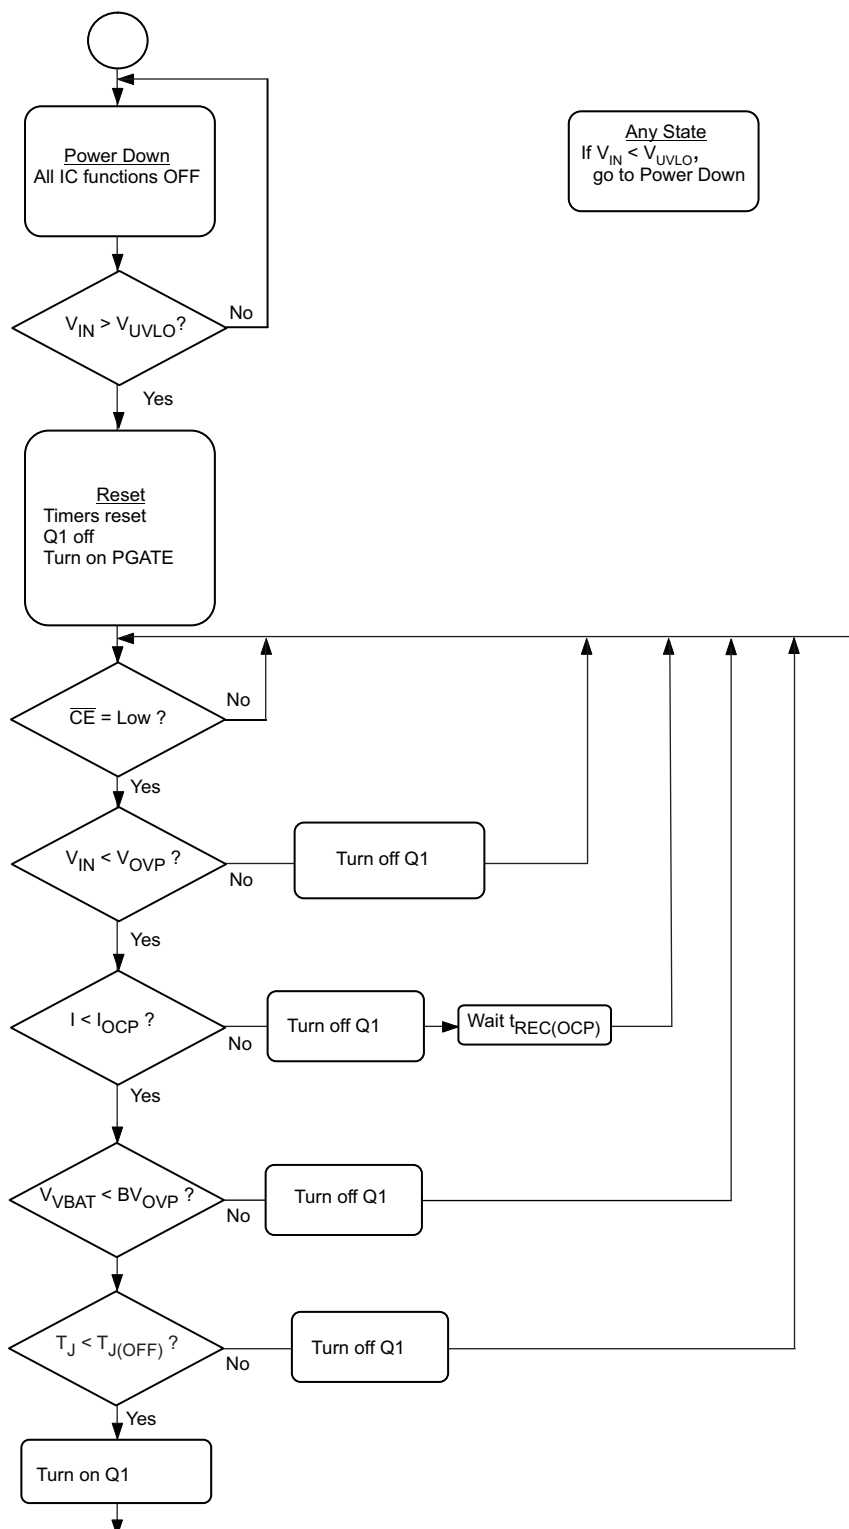 Power Down
All IC functions OFF
Any State
If V_IN < V_UVLO,
go to Power Down
V_IN > V_UVLO?
No
Yes
Reset
Timers reset
Q1 off
Turn on PGATE
C̅E̅ = Low ?
No
Yes
V_IN < V_OVP ?
No
Turn off Q1
Yes
I < I_OCP ?
No
Turn off Q1
Wait t_REC(OCP)
Yes
V_VBAT < BV_OVP ?
No
Turn off Q1
T_J < T_J(OFF) ?
No
Turn off Q1
Yes
Turn on Q1